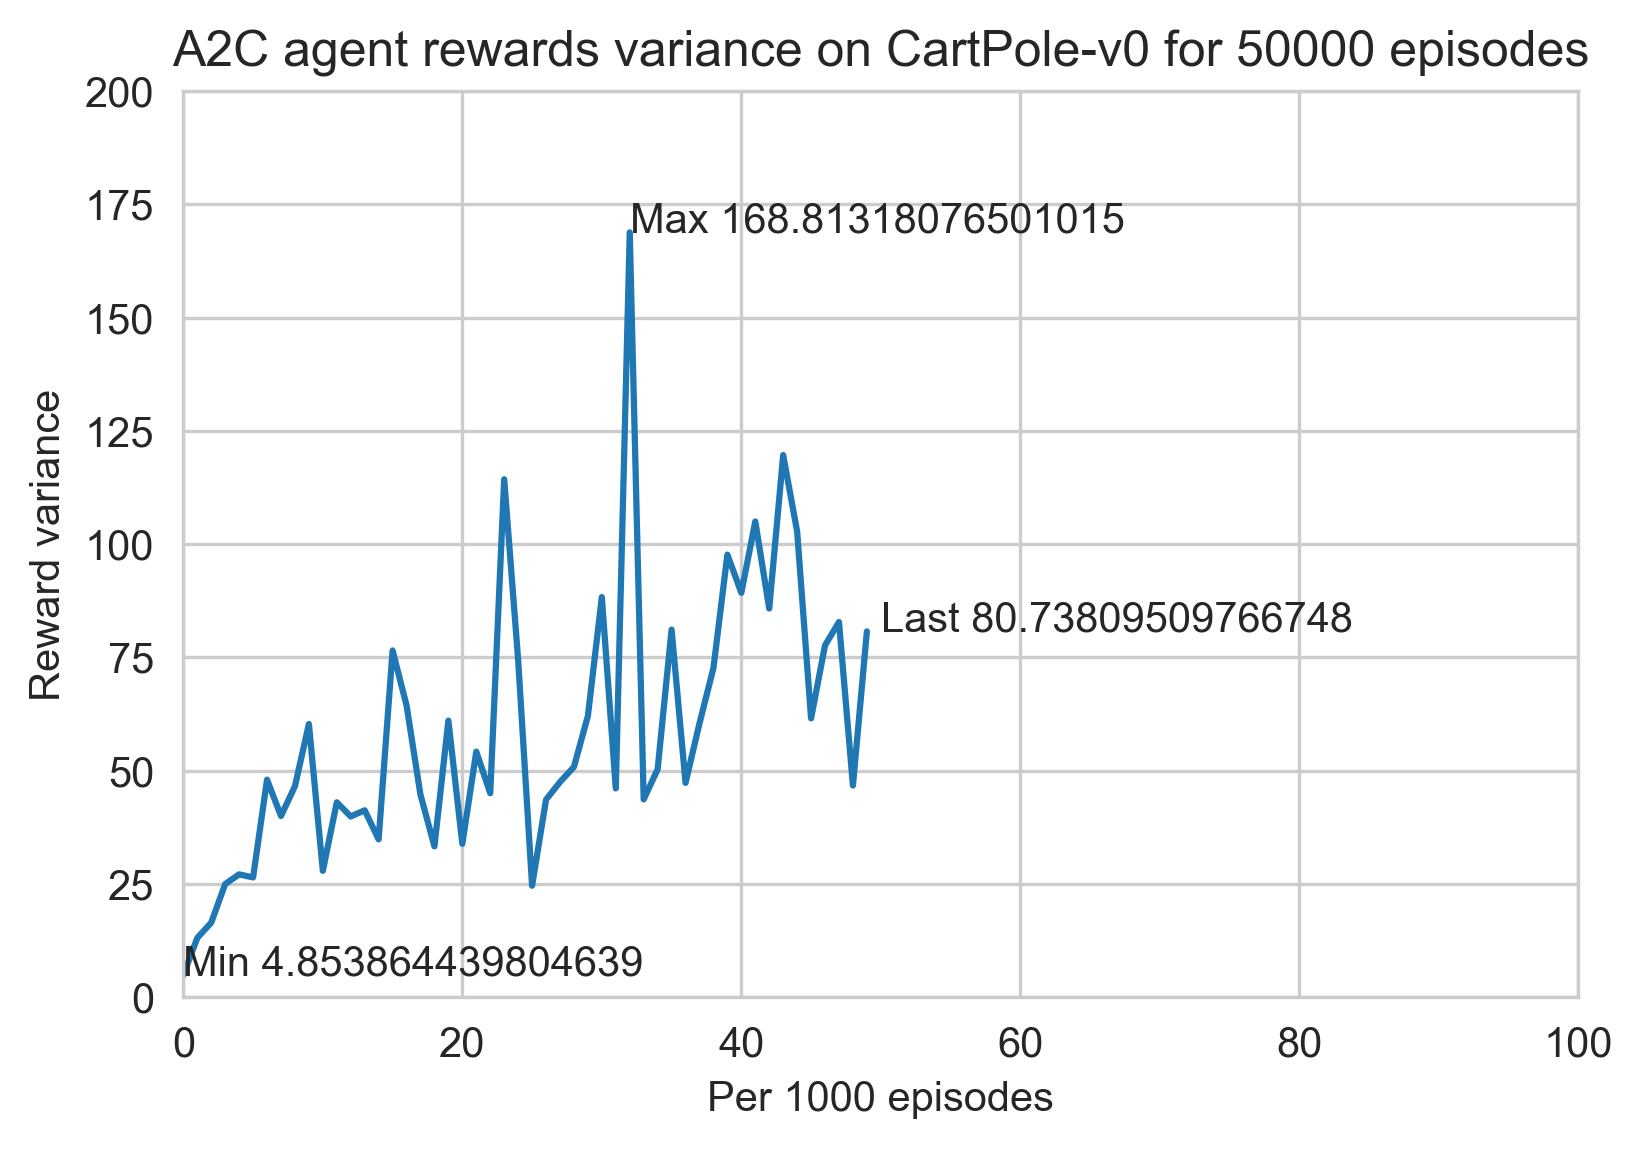 A2C agent rewards variance on CartPole-v0 for 50000 episodes
200
175
Max 168.81318076501015
150
125
Reward variance
100
Last 80.73809509766748
75
50
25
Min 4.853864439804639
0
0 20 40 60 80 100
Per 1000 episodes